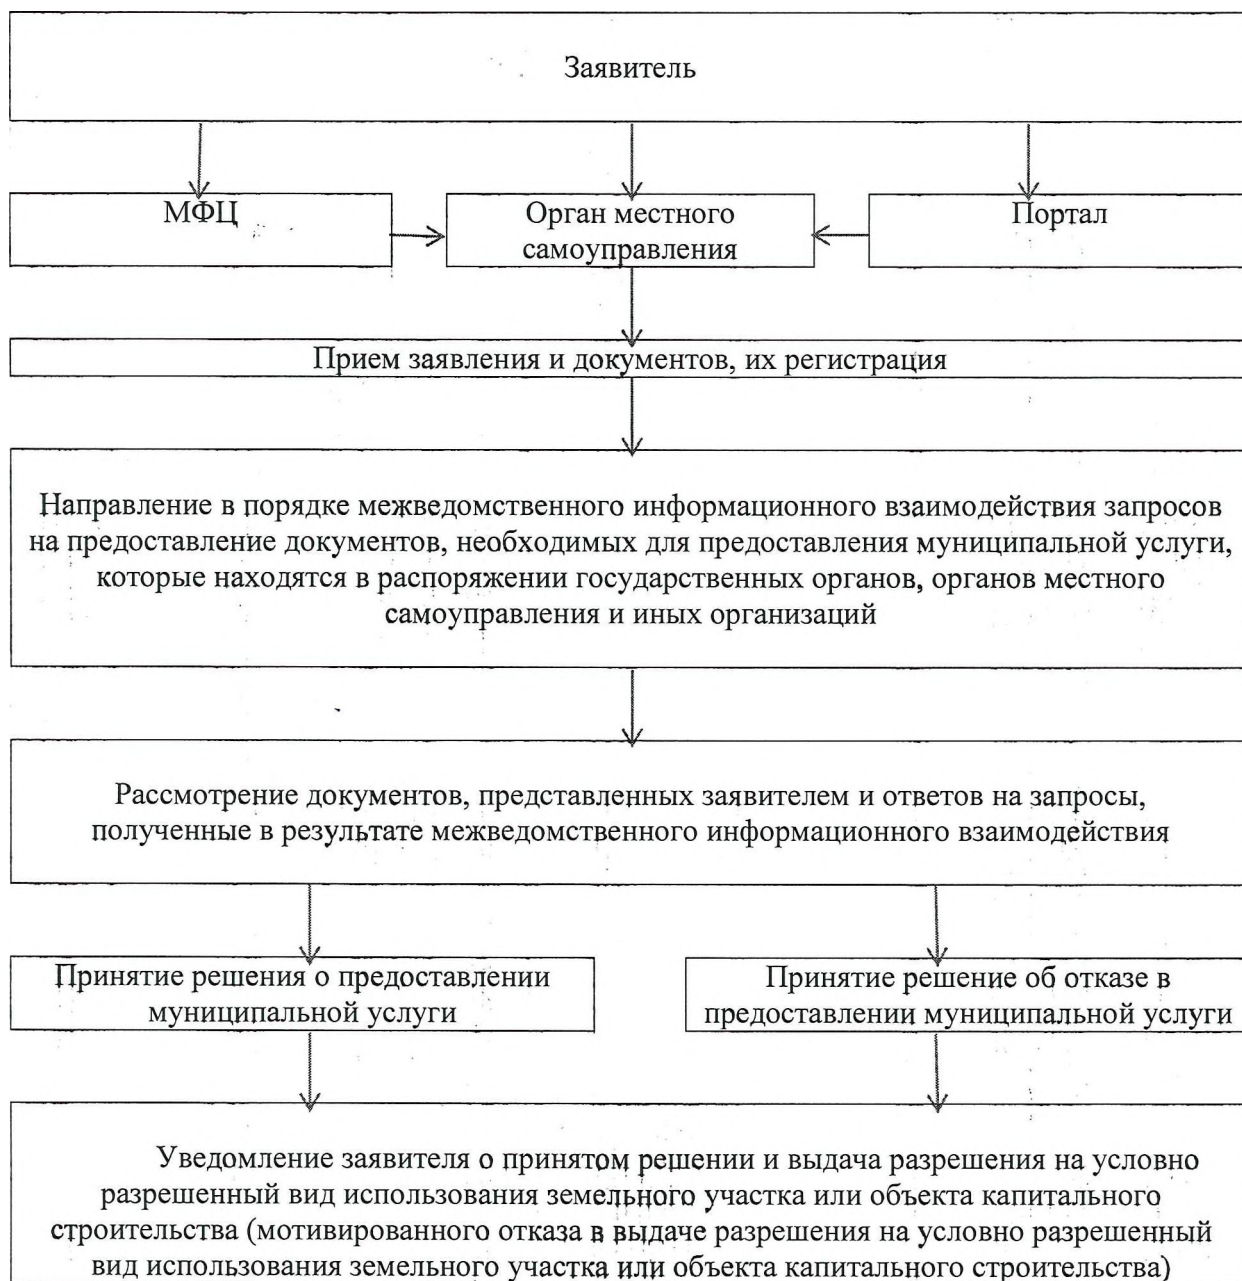 Заявитель
МФЦ
Орган местного
самоуправления
Портал
Прием заявления и документов, их регистрация
Направление в порядке межведомственного информационного взаимодействия запросов
на предоставление документов, необходимых для предоставления муниципальной услуги,
которые находятся в распоряжении государственных органов, органов местного
самоуправления и иных организаций
Рассмотрение документов, представленных заявителем и ответов на запросы,
полученные в результате межведомственного информационного взаимодействия
Принятие решения о предоставлении
муниципальной услуги
Принятие решение об отказе в
предоставлении муниципальной услуги
Уведомление заявителя о принятом решении и выдача разрешения на условно
разрешенный вид использования земельного участка или объекта капитального
строительства (мотивированного отказа в выдаче разрешения на условно разрешенный
вид использования земельного участка или объекта капитального строительства)